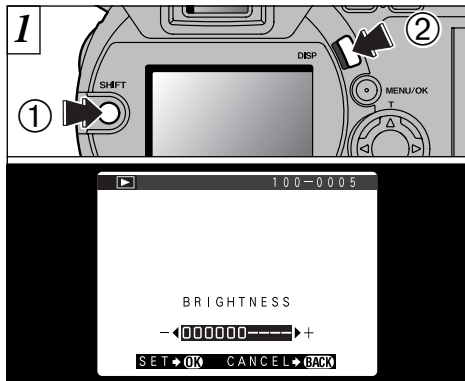 1
②
DISP
SHIFT
①
MENU/OK
T
100-0005
BRIGHTNESS
- +
SET OK CANCEL BACK